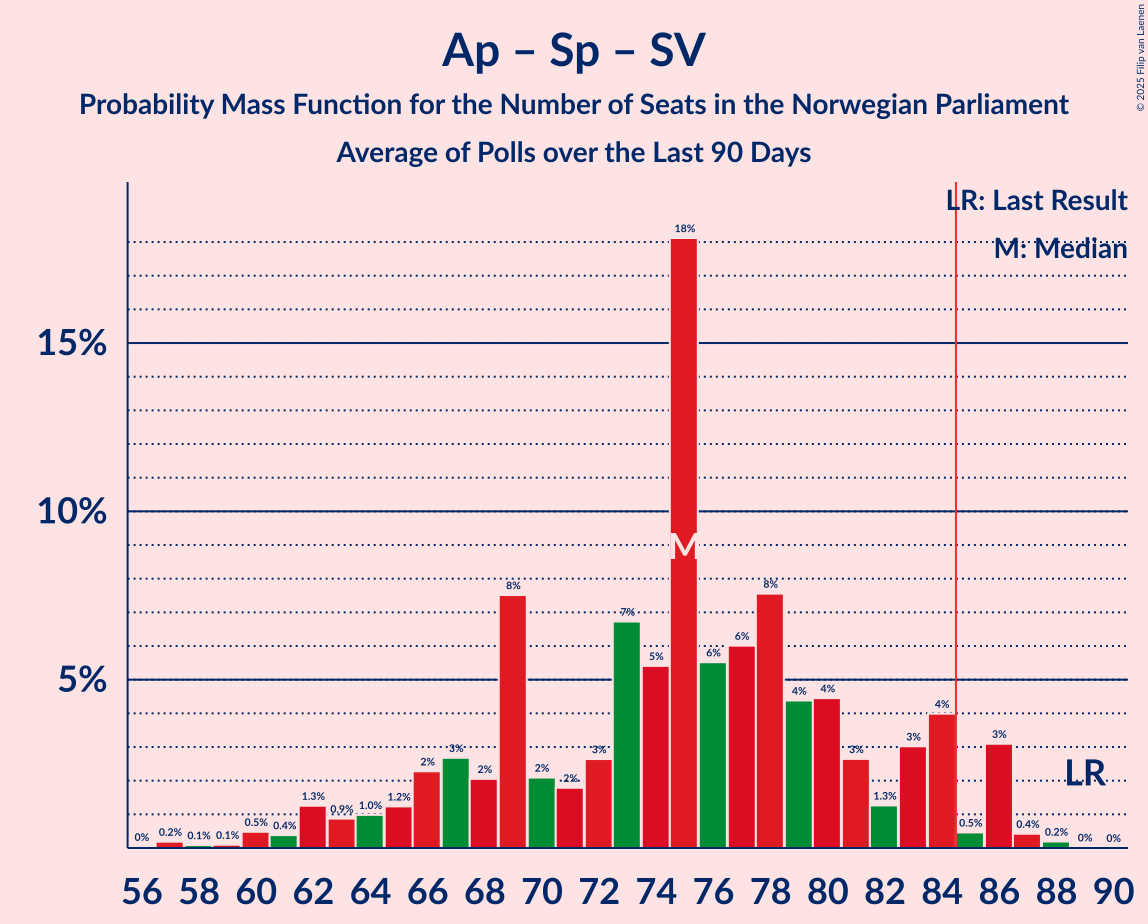 Ap – Sp – SV
Probability Mass Function for the Number of Seats in the Norwegian Parliament
Average of Polls over the Last 90 Days
© 2025 Filip van Laenen
LR: Last Result
M: Median
15%
10%
5%
0% 0.2% 0.1% 0.1% 0.5% 0.4% 1.3% 0.9% 1.0% 1.2% 2% 3% 2% 8% 2% 2% 3% 7% 5% 18% 6% 6% 8% 4% 4% 3% 1.3% 3% 4% 0.5% 3% 0.4% 0.2% 0% 0%
M
LR
56 58 60 62 64 66 68 70 72 74 76 78 80 82 84 86 88 90